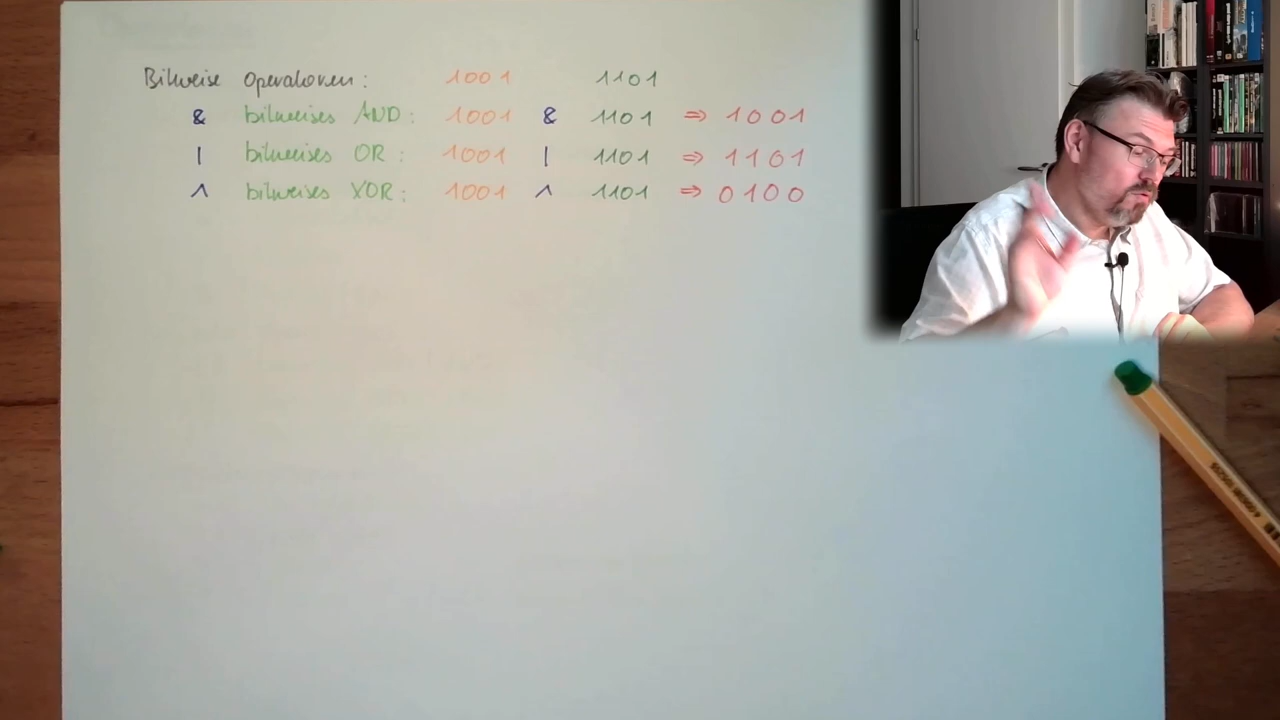 Bitweise Operatoren: 1001 1101
& bitweises AND: 1001 & 1101 ⇒ 1001
| bitweises OR: 1001 | 1101 ⇒ 1101
^ bitweises XOR: 1001 ^ 1101 ⇒ 0100